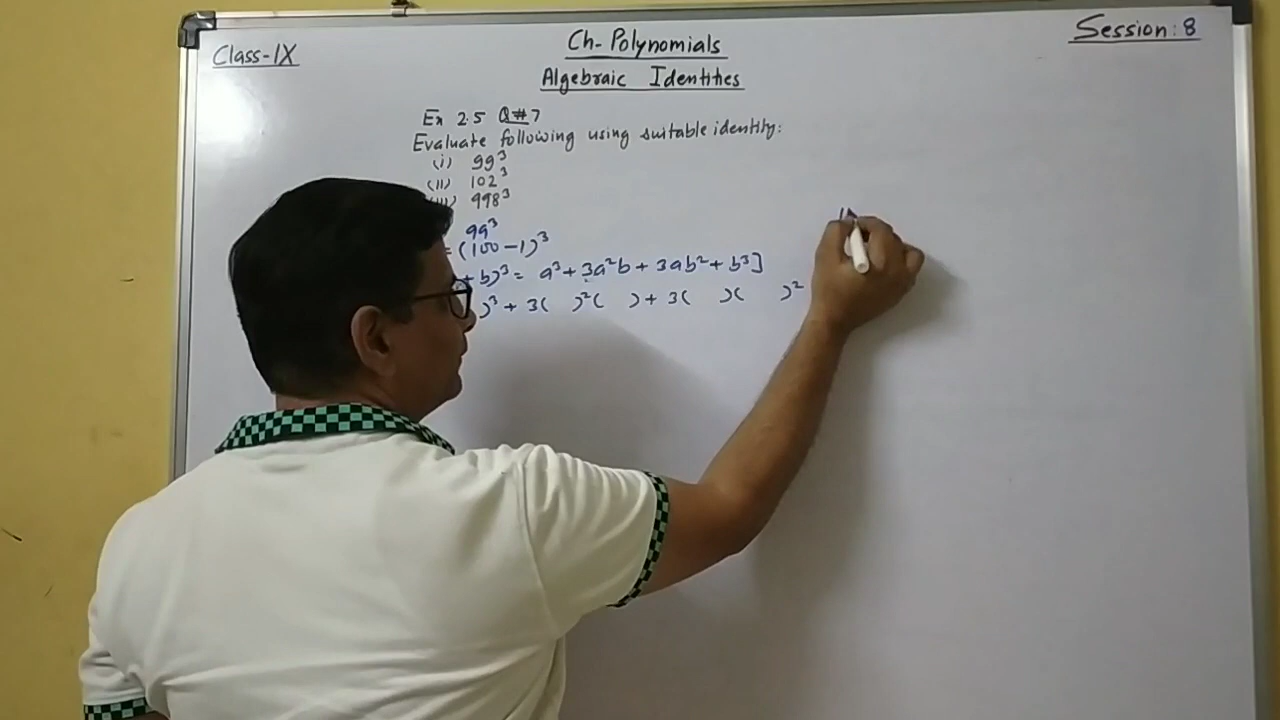 Class-IX
Ch- Polynomials
Session: 8
Algebraic Identities
Ex 2.5 Q#7
Evaluate following using suitable identity:
(i) 99³
(ii) 102³
998³
99³
= (100 - 1)³
+ b)³ = a³ + 3a²b + 3ab² + b³]
)³ + 3( )²( ) + 3( )( )²